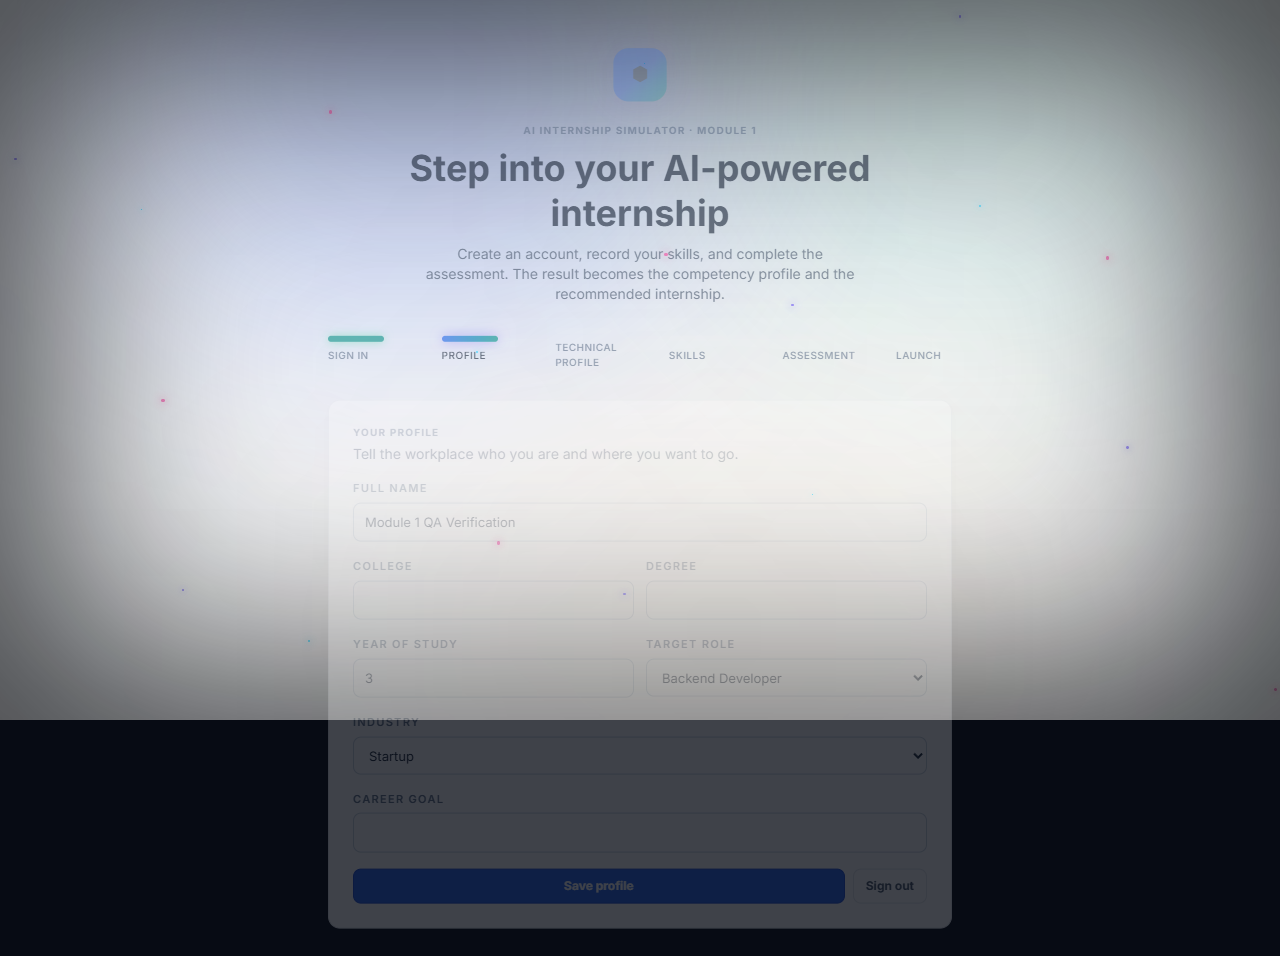 AI INTERNSHIP SIMULATOR · MODULE 1
Step into your AI-powered
internship
Create an account, record your skills, and complete the
assessment. The result becomes the competency profile and the
recommended internship.
SIGN IN
PROFILE
TECHNICAL
PROFILE
SKILLS
ASSESSMENT
LAUNCH
YOUR PROFILE
Tell the workplace who you are and where you want to go.
FULL NAME
Module 1 QA Verification
COLLEGE
DEGREE
YEAR OF STUDY
TARGET ROLE
3
Backend Developer
INDUSTRY
Startup
CAREER GOAL
Save profile
Sign out